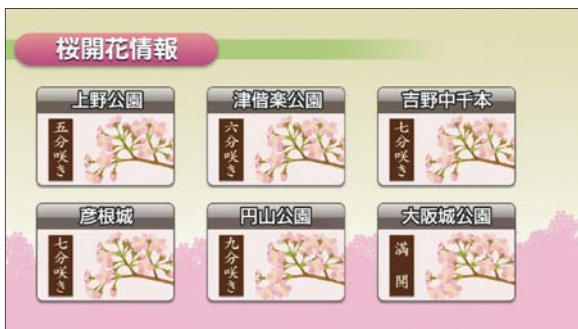 桜開花情報
上野公園
五分咲き
津偕楽公園
六分咲き
吉野中千本
七分咲き
彦根城
七分咲き
円山公園
九分咲き
大阪城公園
満開